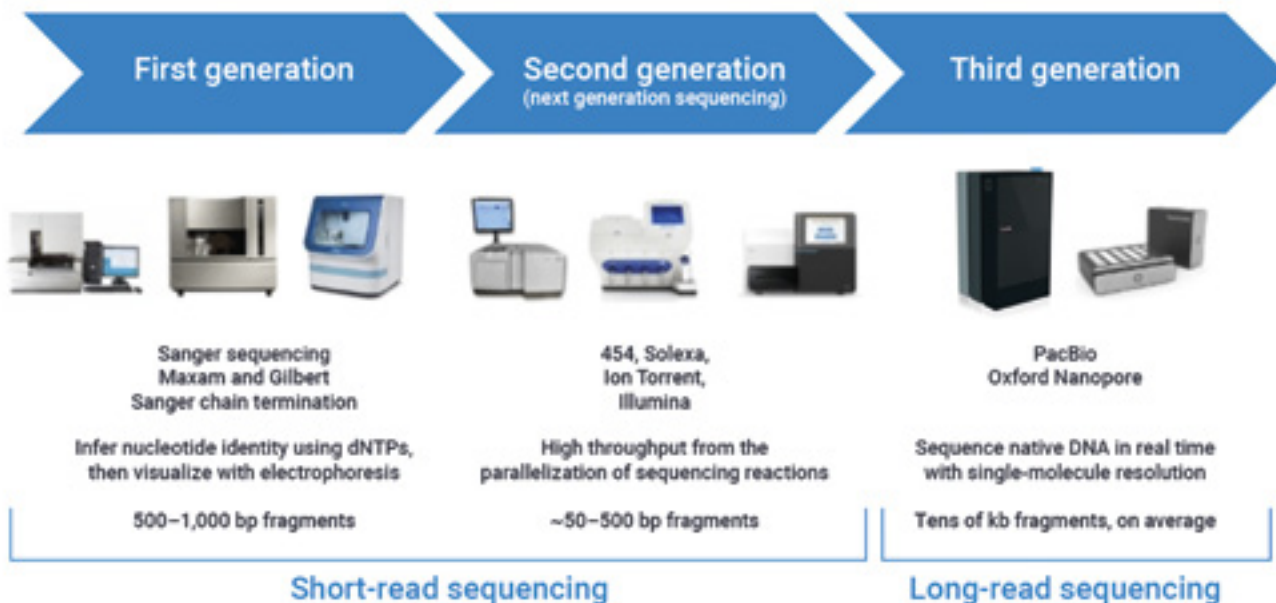 First generation
Second generation
(next generation sequencing)
Third generation
Sanger sequencing
Maxam and Gilbert
Sanger chain termination
454, Solexa,
Ion Torrent,
Illumina
PacBio
Oxford Nanopore
Infer nucleotide identity using dNTPs,
then visualize with electrophoresis
High throughput from the
parallelization of sequencing reactions
Sequence native DNA in real time
with single-molecule resolution
500–1,000 bp fragments
~50–500 bp fragments
Tens of kb fragments, on average
Short-read sequencing
Long-read sequencing